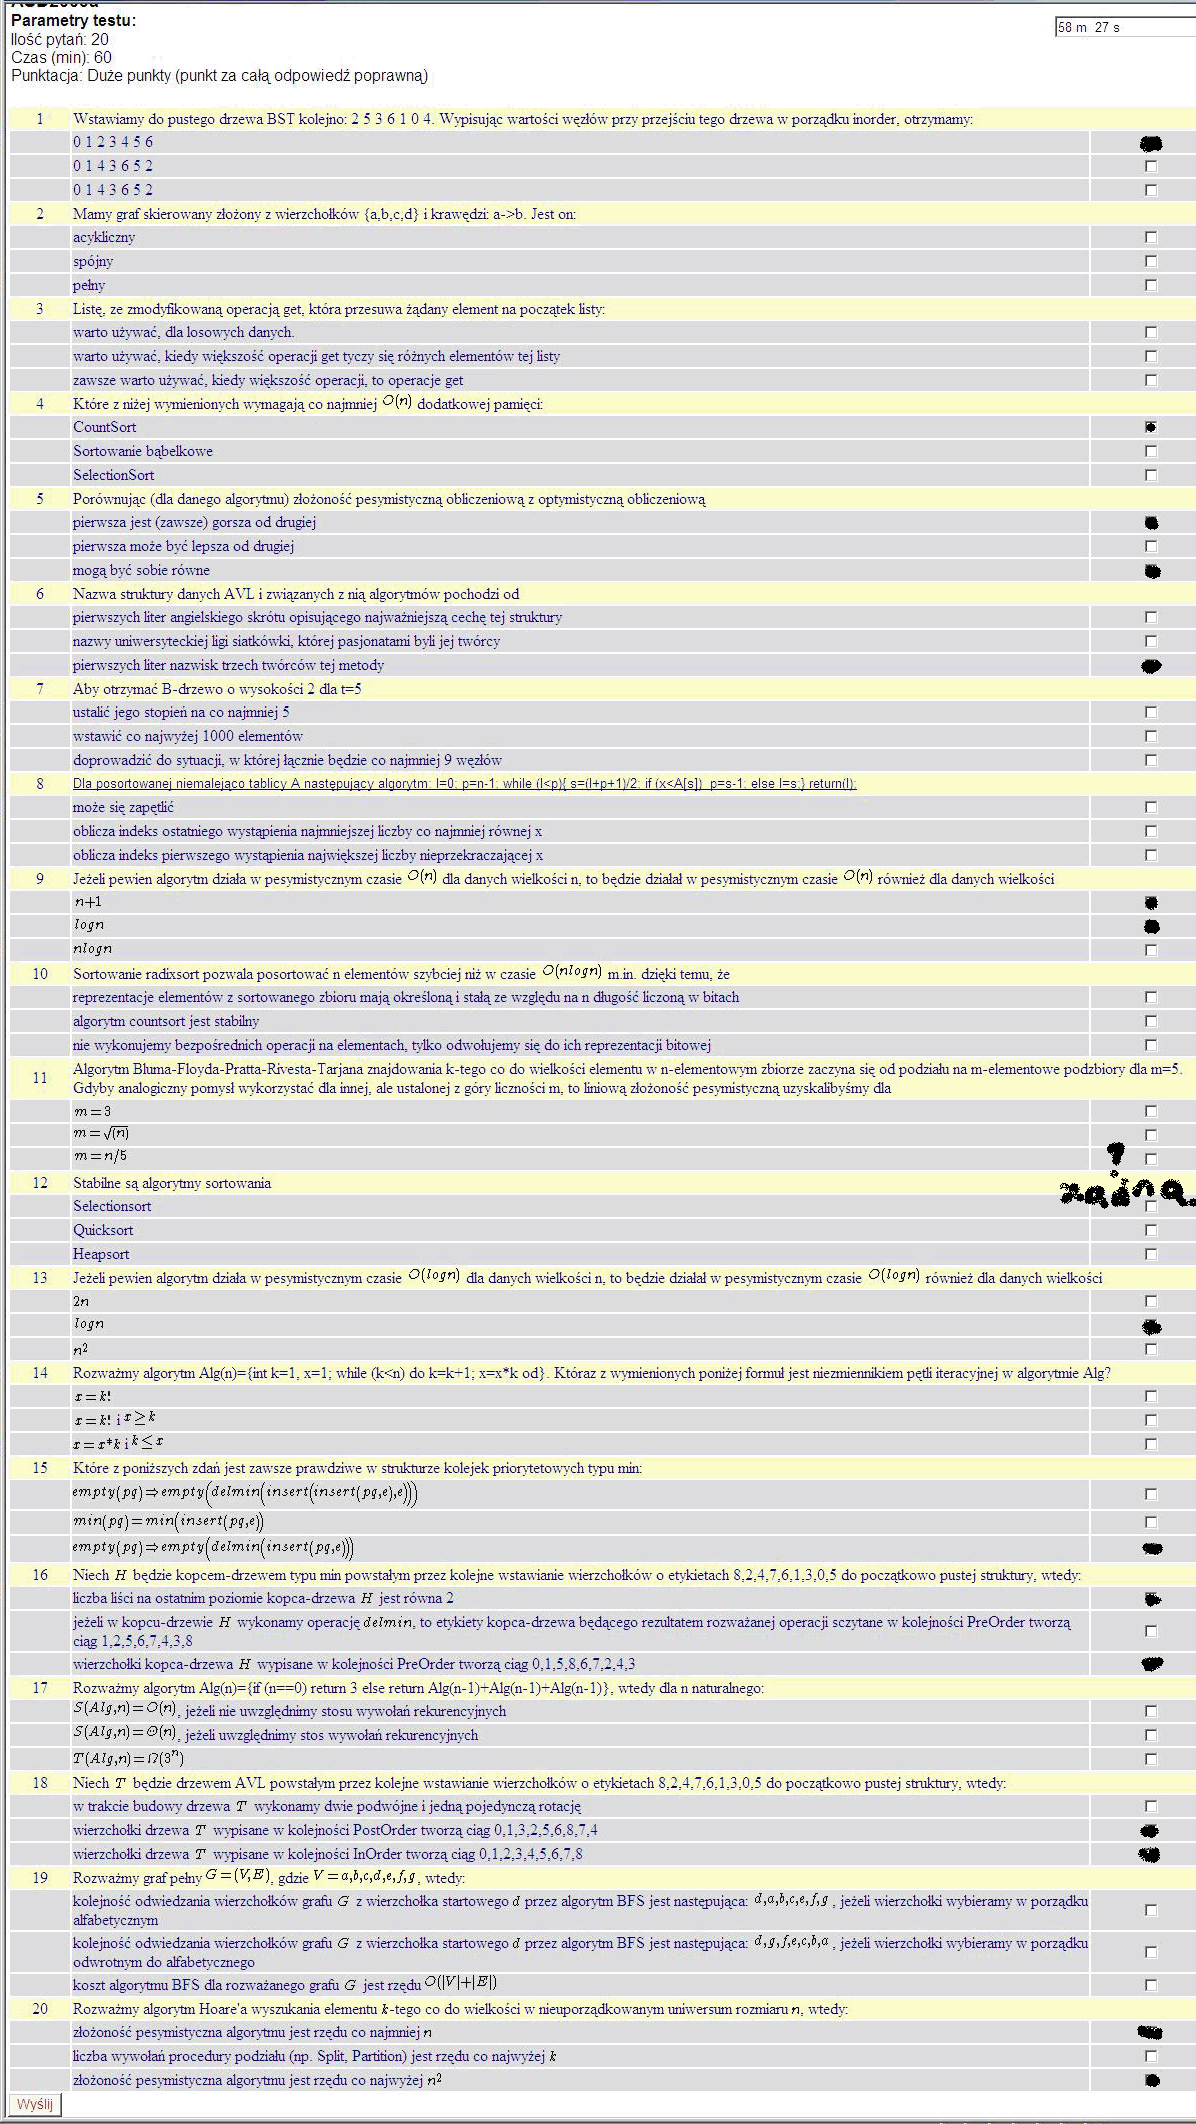 ASD2008a
Parametry testu:
Ilość pytań: 20
58 m 27 s
Czas (min): 60
Punktacja: Duże punkty (punkt za całą odpowiedź poprawną)
1 Wstawiamy do pustego drzewa BST kolejno: 2 5 3 6 1 0 4. Wypisując wartości węzłów przy przejściu tego drzewa w porządku inorder, otrzymamy:
0 1 2 3 4 5 6
0 1 4 3 6 5 2
0 1 4 3 6 5 2
2 Mamy graf skierowany złożony z wierzchołków {a,b,c,d} i krawędzi: a->b. Jest on:
acykliczny
spójny
pełny
3 Listę, ze zmodyfikowaną operacją get, która przesuwa żądany element na początek listy:
warto używać, dla losowych danych.
warto używać, kiedy większość operacji get tyczy się różnych elementów tej listy
zawsze warto używać, kiedy większość operacji, to operacje get
4 Które z niżej wymienionych wymagają co najmniej O(n) dodatkowej pamięci:
CountSort
Sortowanie bąbelkowe
SelectionSort
5 Porównując (dla danego algorytmu) złożoność pesymistyczną obliczeniową z optymistyczną obliczeniową
pierwsza jest (zawsze) gorsza od drugiej
pierwsza może być lepsza od drugiej
mogą być sobie równe
6 Nazwa struktury danych AVL i związanych z nią algorytmów pochodzi od
pierwszych liter angielskiego skrótu opisującego najważniejszą cechę tej struktury
nazwy uniwersyteckiej ligi siatkówki, której pasjonatami byli jej twórcy
pierwszych liter nazwisk trzech twórców tej metody
7 Aby otrzymać B-drzewo o wysokości 2 dla t=5
ustalić jego stopień na co najmniej 5
wstawić co najwyżej 1000 elementów
doprowadzić do sytuacji, w której łącznie będzie co najmniej 9 węzłów
8 Dla posortowanej niemalejąco tablicy A następujący algorytm: l=0; p=n-1; while (l<p){ s=(l+p+1)/2; if (x<A[s]) p=s-1; else l=s;} return(l);
może się zapętlić
oblicza indeks ostatniego wystąpienia najmniejszej liczby co najmniej równej x
oblicza indeks pierwszego wystąpienia największej liczby nieprzekraczającej x
9 Jeżeli pewien algorytm działa w pesymistycznym czasie O(n) dla danych wielkości n, to będzie działał w pesymistycznym czasie O(n) również dla danych wielkości
n+1
logn
nlogn
10 Sortowanie radixsort pozwala posortować n elementów szybciej niż w czasie O(nlogn) m.in. dzięki temu, że
reprezentacje elementów z sortowanego zbioru mają określoną i stałą ze względu na n długość liczoną w bitach
algorytm countsort jest stabilny
nie wykonujemy bezpośrednich operacji na elementach, tylko odwołujemy się do ich reprezentacji bitowej
11 Algorytm Bluma-Floyda-Pratta-Rivesta-Tarjana znajdowania k-tego co do wielkości elementu w n-elementowym zbiorze zaczyna się od podziału na m-elementowe podzbiory dla m=5.
Gdyby analogiczny pomysł wykorzystać dla innej, ale ustalonej z góry liczności m, to liniową złożoność pesymistyczną uzyskalibyśmy dla
m=3
m=√(n)
m=n/5
?
12 Stabilne są algorytmy sortowania
żadna
Selectionsort
Quicksort
Heapsort
13 Jeżeli pewien algorytm działa w pesymistycznym czasie O(logn) dla danych wielkości n, to będzie działał w pesymistycznym czasie O(logn) również dla danych wielkości
2n
logn
n²
14 Rozważmy algorytm Alg(n)={int k=1, x=1; while (k<n) do k=k+1; x=x*k od}. Któraz z wymienionych poniżej formuł jest niezmiennikiem pętli iteracyjnej w algorytmie Alg?
x=k!
x=k! i x≥k
x=x*k i k≤x
15 Które z poniższych zdań jest zawsze prawdziwe w strukturze kolejek priorytetowych typu min:
empty(pq)⇒empty(delmin(insert(insert(pq,e),e)))
min(pq)=min(insert(pq,e))
empty(pq)⇒empty(delmin(insert(pq,e)))
16 Niech H będzie kopcem-drzewem typu min powstałym przez kolejne wstawianie wierzchołków o etykietach 8,2,4,7,6,1,3,0,5 do początkowo pustej struktury, wtedy:
liczba liści na ostatnim poziomie kopca-drzewa H jest równa 2
jeżeli w kopcu-drzewie H wykonamy operację delmin, to etykiety kopca-drzewa będącego rezultatem rozważanej operacji sczytane w kolejności PreOrder tworzą
ciąg 1,2,5,6,7,4,3,8
wierzchołki kopca-drzewa H wypisane w kolejności PreOrder tworzą ciąg 0,1,5,8,6,7,2,4,3
17 Rozważmy algorytm Alg(n)={if (n==0) return 3 else return Alg(n-1)+Alg(n-1)+Alg(n-1)}, wtedy dla n naturalnego:
S(Alg,n)=O(n), jeżeli nie uwzględnimy stosu wywołań rekurencyjnych
S(Alg,n)=Θ(n), jeżeli uwzględnimy stos wywołań rekurencyjnych
T(Alg,n)=Ω(3ⁿ)
18 Niech T będzie drzewem AVL powstałym przez kolejne wstawianie wierzchołków o etykietach 8,2,4,7,6,1,3,0,5 do początkowo pustej struktury, wtedy:
w trakcie budowy drzewa T wykonamy dwie podwójne i jedną pojedynczą rotację
wierzchołki drzewa T wypisane w kolejności PostOrder tworzą ciąg 0,1,3,2,5,6,8,7,4
wierzchołki drzewa T wypisane w kolejności InOrder tworzą ciąg 0,1,2,3,4,5,6,7,8
19 Rozważmy graf pełny G=(V,E), gdzie V=a,b,c,d,e,f,g, wtedy:
kolejność odwiedzania wierzchołków grafu G z wierzchołka startowego d przez algorytm BFS jest następująca: d,a,b,c,e,f,g , jeżeli wierzchołki wybieramy w porządku
alfabetycznym
kolejność odwiedzania wierzchołków grafu G z wierzchołka startowego d przez algorytm BFS jest następująca: d,g,f,e,c,b,a , jeżeli wierzchołki wybieramy w porządku
odwrotnym do alfabetycznego
koszt algorytmu BFS dla rozważanego grafu G jest rzędu O(|V|+|E|)
20 Rozważmy algorytm Hoare'a wyszukania elementu k-tego co do wielkości w nieuporządkowanym uniwersum rozmiaru n, wtedy:
złożoność pesymistyczna algorytmu jest rzędu co najmniej n
liczba wywołań procedury podziału (np. Split, Partition) jest rzędu co najwyżej k
złożoność pesymistyczna algorytmu jest rzędu co najwyżej n²
Wyślij